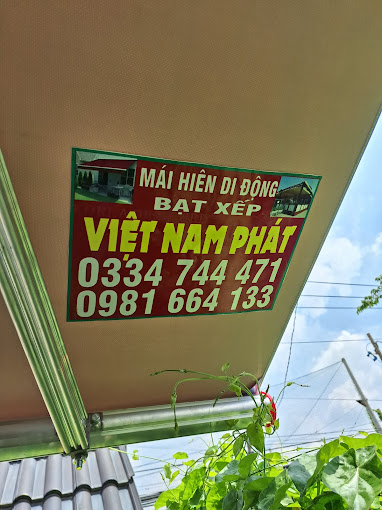 MÁI HIÊN DI ĐỘNG
BẠT XẾP
VIỆT NAM PHÁT
0334 744 471
0981 664 133